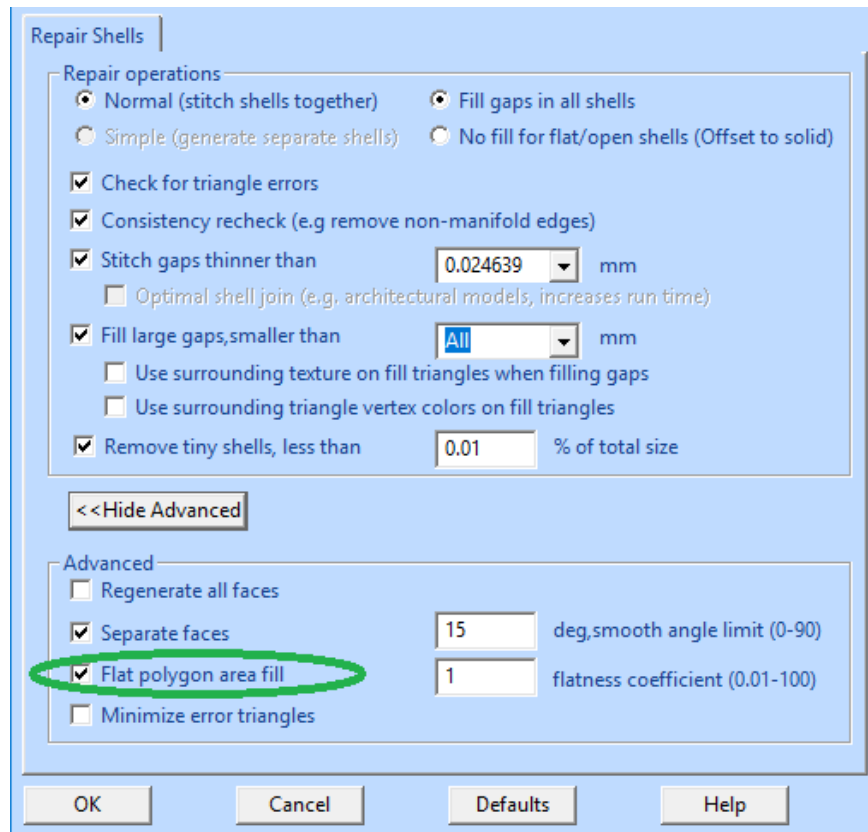 Repair Shells
Repair operations
Normal (stitch shells together)
Fill gaps in all shells
Simple (generate separate shells)
No fill for flat/open shells (Offset to solid)
Check for triangle errors
Consistency recheck (e.g remove non-manifold edges)
Stitch gaps thinner than 0.024639 mm
Optimal shell join (e.g. architectural models, increases run time)
Fill large gaps,smaller than All mm
Use surrounding texture on fill triangles when filling gaps
Use surrounding triangle vertex colors on fill triangles
Remove tiny shells, less than 0.01 % of total size
<<Hide Advanced
Advanced
Regenerate all faces
Separate faces 15 deg,smooth angle limit (0-90)
Flat polygon area fill 1 flatness coefficient (0.01-100)
Minimize error triangles
OK Cancel Defaults Help